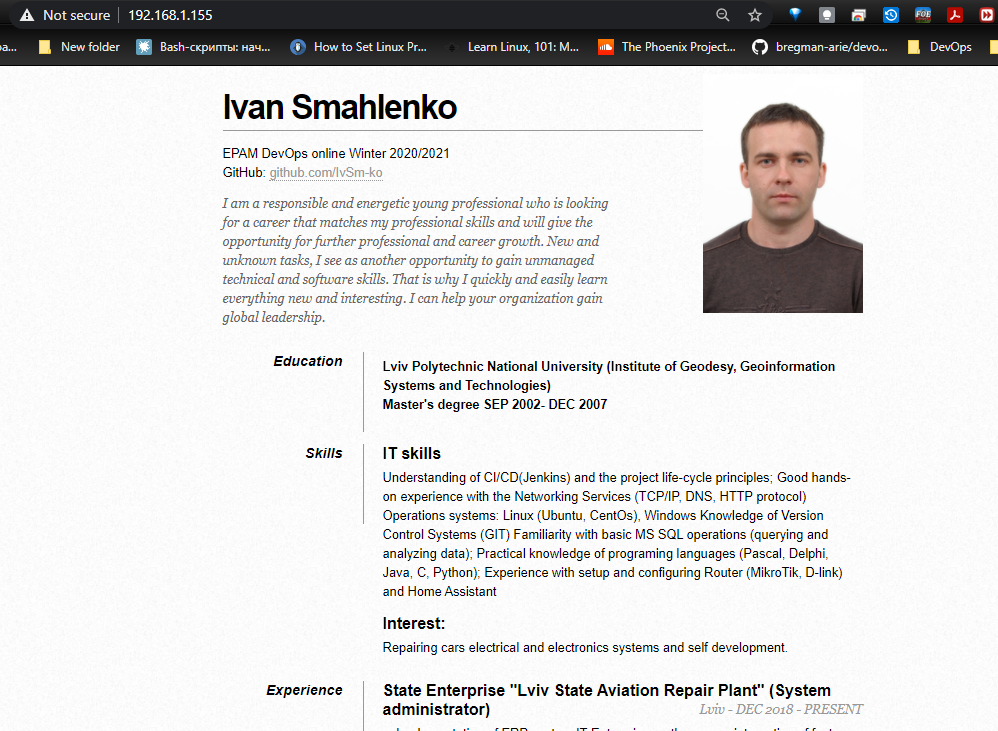 Not secure 192.168.1.155
New folder Bash-скрипты: нач... How to Set Linux Pr... Learn Linux, 101: M... The Phoenix Project... bregman-arie/devo... DevOps
Ivan Smahlenko
EPAM DevOps online Winter 2020/2021
GitHub: github.com/IvSm-ko
I am a responsible and energetic young professional who is looking
for a career that matches my professional skills and will give the
opportunity for further professional and career growth. New and
unknown tasks, I see as another opportunity to gain unmanaged
technical and software skills. That is why I quickly and easily learn
everything new and interesting. I can help your organization gain
global leadership.
Education
Lviv Polytechnic National University (Institute of Geodesy, Geoinformation
Systems and Technologies)
Master's degree SEP 2002- DEC 2007
Skills
IT skills
Understanding of CI/CD(Jenkins) and the project life-cycle principles; Good hands-
on experience with the Networking Services (TCP/IP, DNS, HTTP protocol)
Operations systems: Linux (Ubuntu, CentOs), Windows Knowledge of Version
Control Systems (GIT) Familiarity with basic MS SQL operations (querying and
analyzing data); Practical knowledge of programing languages (Pascal, Delphi,
Java, C, Python); Experience with setup and configuring Router (MikroTik, D-link)
and Home Assistant
Interest:
Repairing cars electrical and electronics systems and self development.
Experience
State Enterprise "Lviv State Aviation Repair Plant" (System
administrator)
Lviv - DEC 2018 - PRESENT